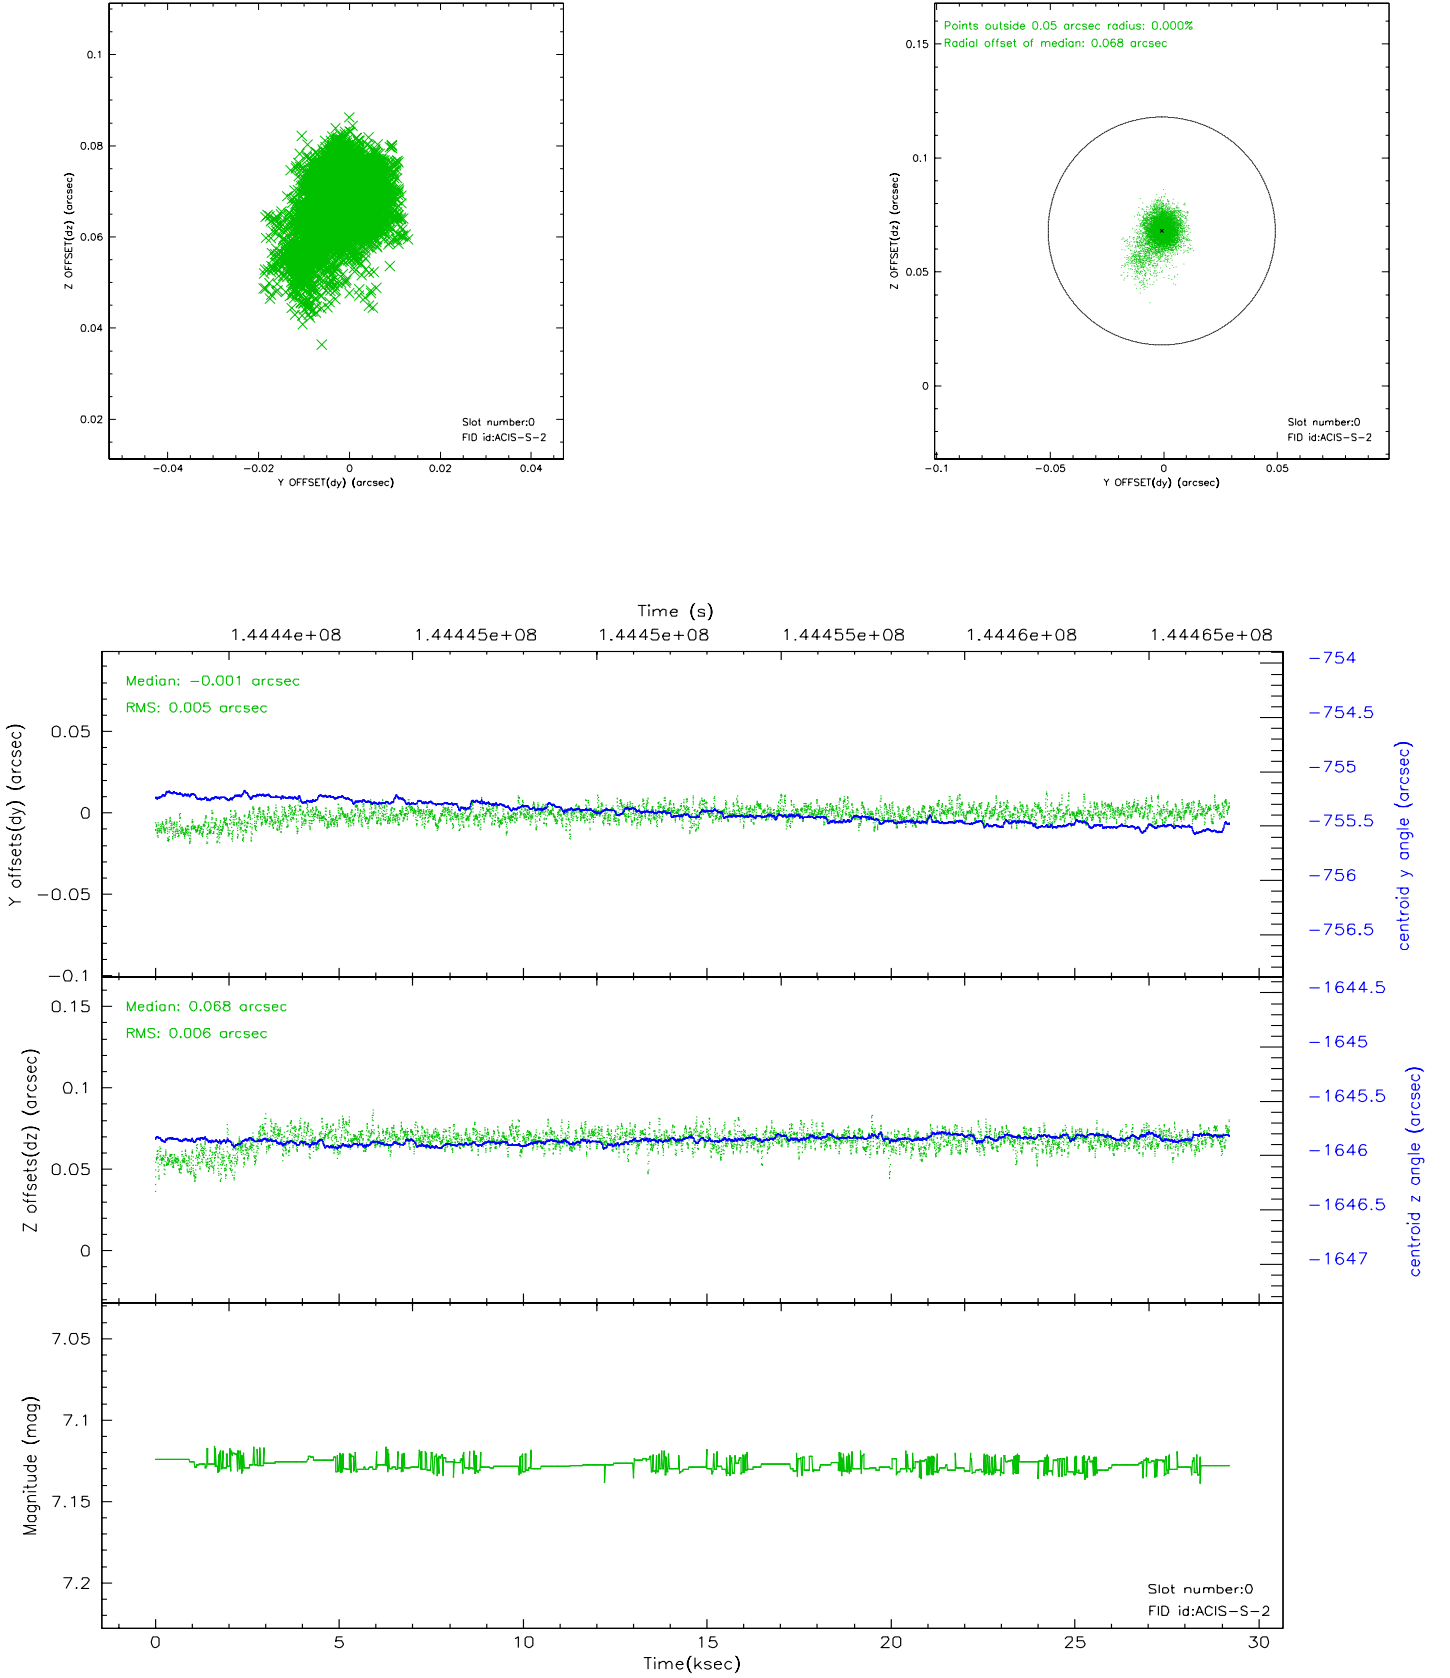 0.1
0.08
0.06
0.04
0.02
Z OFFSET(dz) (arcsec)
Slot number:0
FID id:ACIS-S-2
-0.04 -0.02 0 0.02 0.04
Y OFFSET(dy) (arcsec)
Points outside 0.05 arcsec radius: 0.000%
Radial offset of median: 0.068 arcsec
0.15
0.1
0.05
0
Z OFFSET(dz) (arcsec)
Slot number:0
FID id:ACIS-S-2
-0.1 -0.05 0 0.05
Y OFFSET(dy) (arcsec)
Time (s)
1.4444e+08 1.44445e+08 1.4445e+08 1.44455e+08 1.4446e+08 1.44465e+08
Median: -0.001 arcsec
RMS: 0.005 arcsec
0.05
0
-0.05
-0.1
Y offsets(dy) (arcsec)
-754
-754.5
-755
-755.5
-756
-756.5
centroid y angle (arcsec)
Median: 0.068 arcsec
RMS: 0.006 arcsec
0.15
0.1
0.05
0
Z offsets(dz) (arcsec)
-1644.5
-1645
-1645.5
-1646
-1646.5
-1647
centroid z angle (arcsec)
7.05
7.1
7.15
7.2
Magnitude (mag)
Slot number:0
FID id:ACIS-S-2
0 5 10 15 20 25 30
Time(ksec)